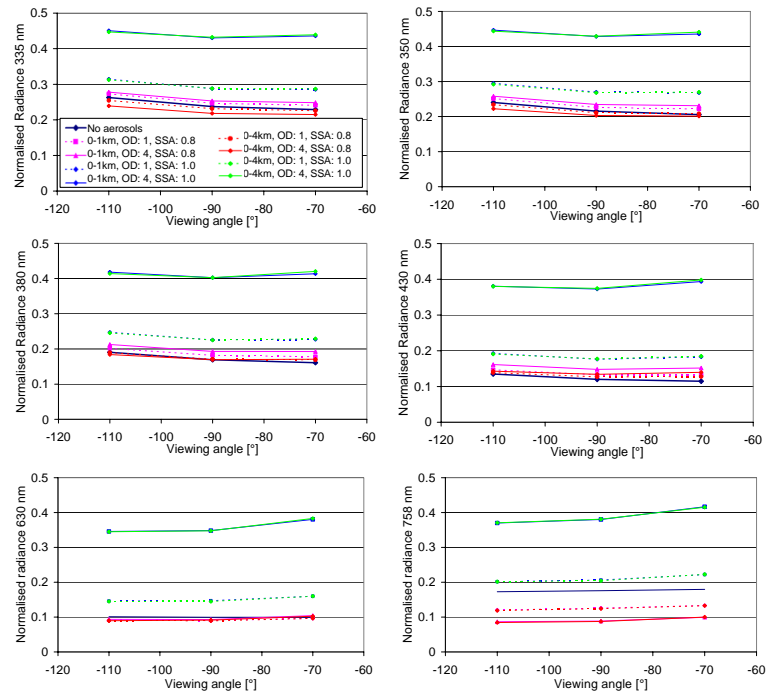 0.5
0.4
0.3
0.2
0.1
0
-120 -110 -100 -90 -80 -70 -60
Viewing angle [°]
Normalised Radiance 335 nm
No aerosols
0-1km, OD: 1, SSA: 0.8
0-1km, OD: 4, SSA: 0.8
0-1km, OD: 1, SSA: 1.0
0-1km, OD: 4, SSA: 1.0
0-4km, OD: 1, SSA: 0.8
0-4km, OD: 4, SSA: 0.8
0-4km, OD: 1, SSA: 1.0
0-4km, OD: 4, SSA: 1.0
0.5
0.4
0.3
0.2
0.1
0
-120 -110 -100 -90 -80 -70 -60
Viewing angle [°]
Normalised Radiance 350 nm
0.5
0.4
0.3
0.2
0.1
0
-120 -110 -100 -90 -80 -70 -60
Viewing angle [°]
Normalised Radiance 380 nm
0.5
0.4
0.3
0.2
0.1
0
-120 -110 -100 -90 -80 -70 -60
Viewing angle [°]
Normalised Radiance 430 nm
0.5
0.4
0.3
0.2
0.1
0
-120 -110 -100 -90 -80 -70 -60
Viewing angle [°]
Normalised radiance 630 nm
0.5
0.4
0.3
0.2
0.1
0
-120 -110 -100 -90 -80 -70 -60
Viewing angle [°]
Normalised radiance 758 nm